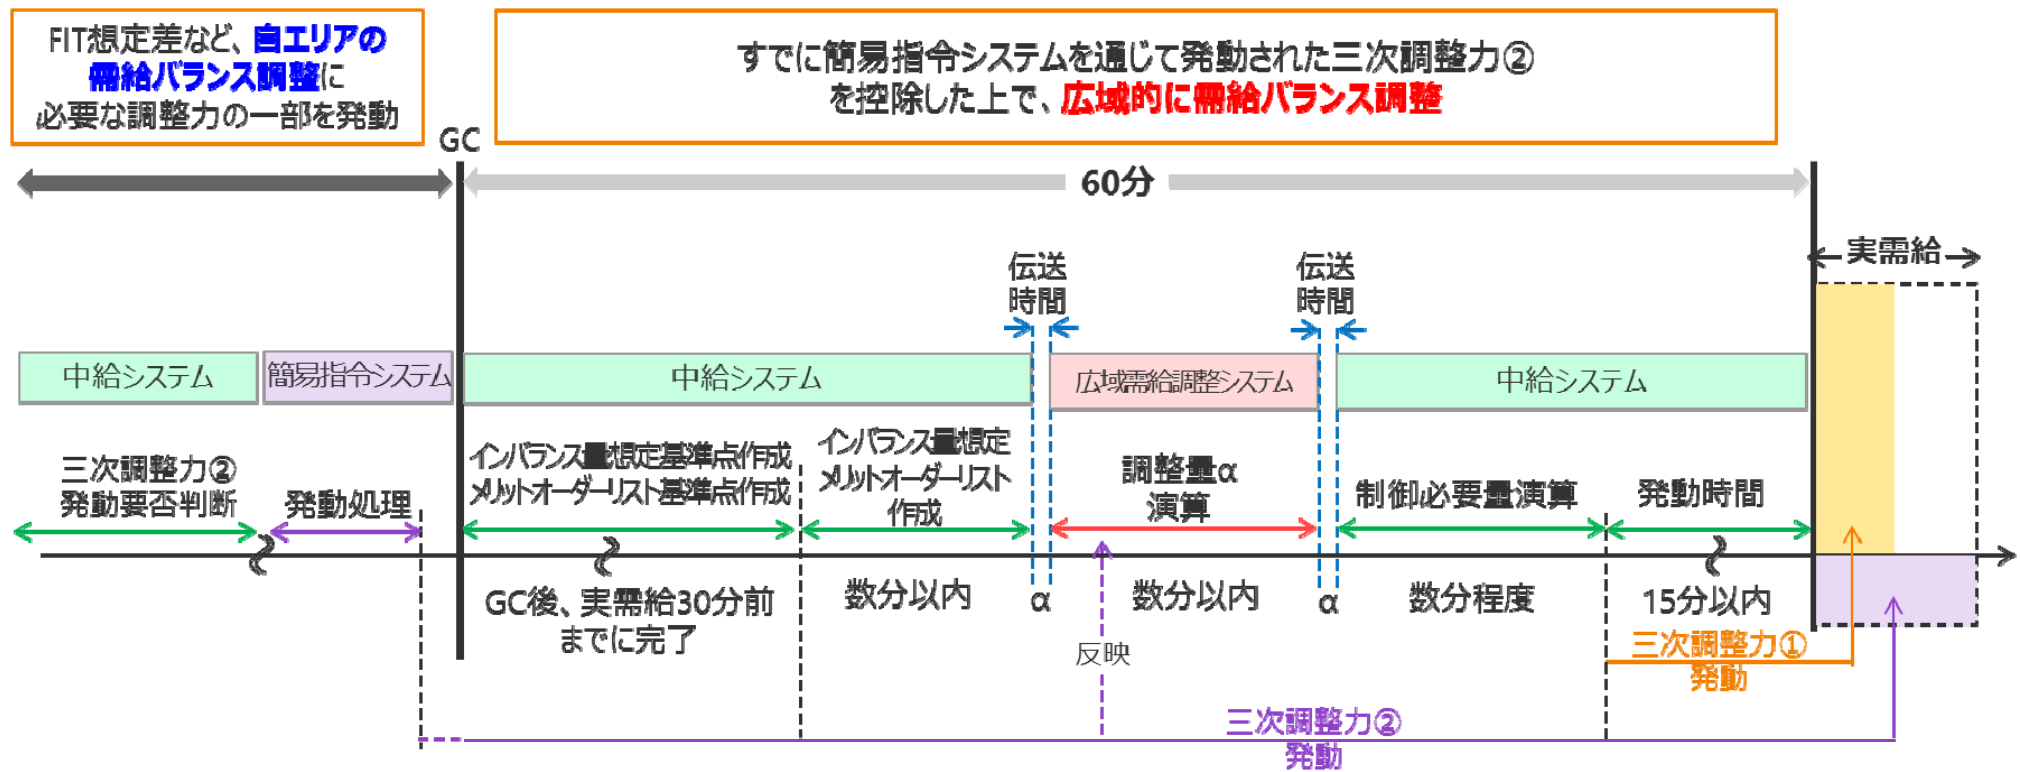 FIT想定差など、自エリアの
需給バランス調整に
必要な調整力の一部を発動
すでに簡易指令システムを通じて発動された三次調整力②
を控除した上で、広域的に需給バランス調整
GC
60分
実需給
伝送
時間
伝送
時間
中給システム
簡易指令システム
中給システム
広域需給調整システム
中給システム
三次調整力②
発動要否判断
発動処理
インバランス量想定基準点作成
メリットオーダーリスト基準点作成
インバランス量想定
メリットオーダーリスト
作成
調整量α
演算
制御必要量演算
発動時間
GC後、実需給30分前
までに完了
数分以内
α
数分以内
α
数分程度
15分以内
反映
三次調整力①
発動
三次調整力②
発動